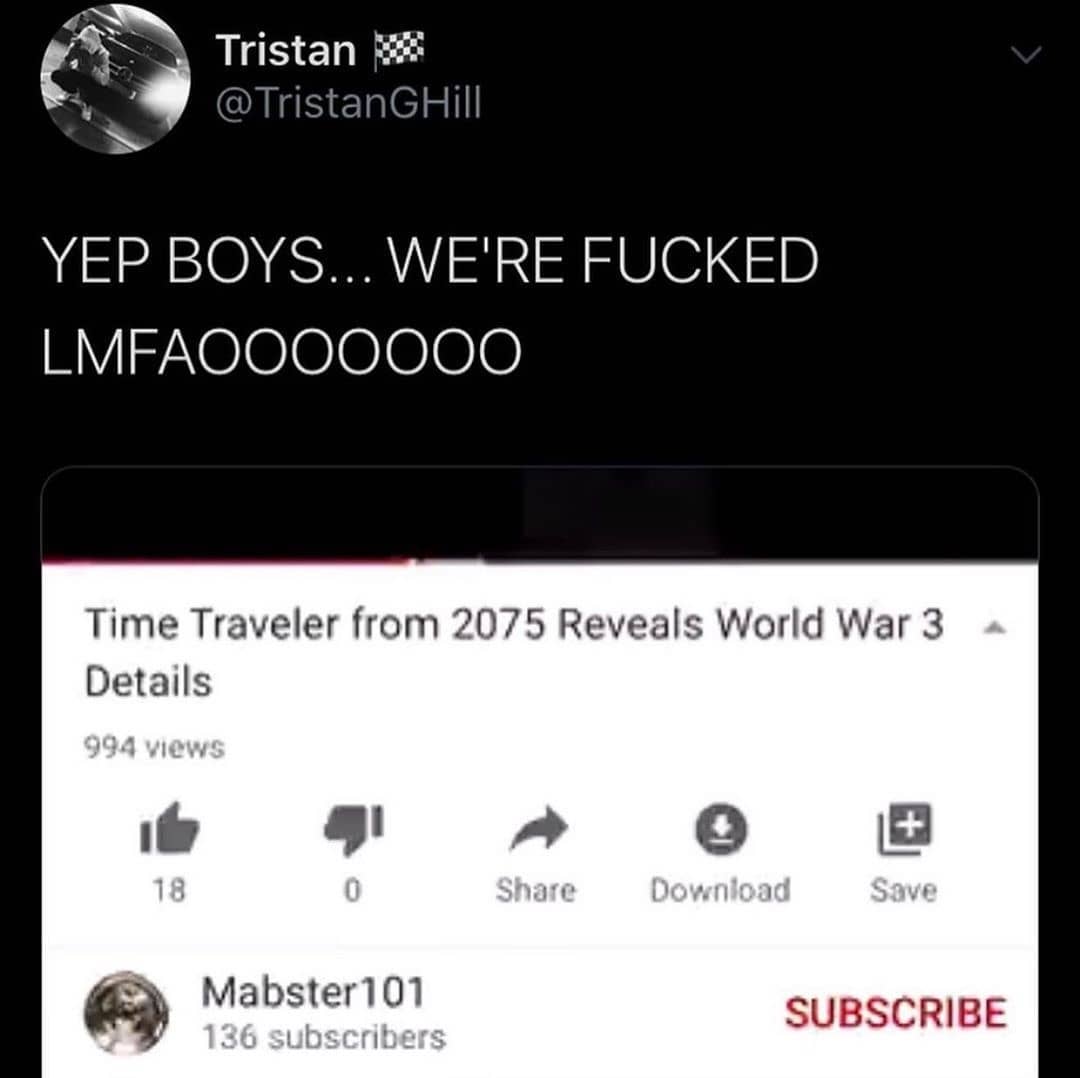 Tristan 🏁
@TristanGHill
YEP BOYS... WE'RE FUCKED
LMFAOOOOOOO
Time Traveler from 2075 Reveals World War 3
Details
994 views
18
0
Share
Download
Save
Mabster101
136 subscribers
SUBSCRIBE